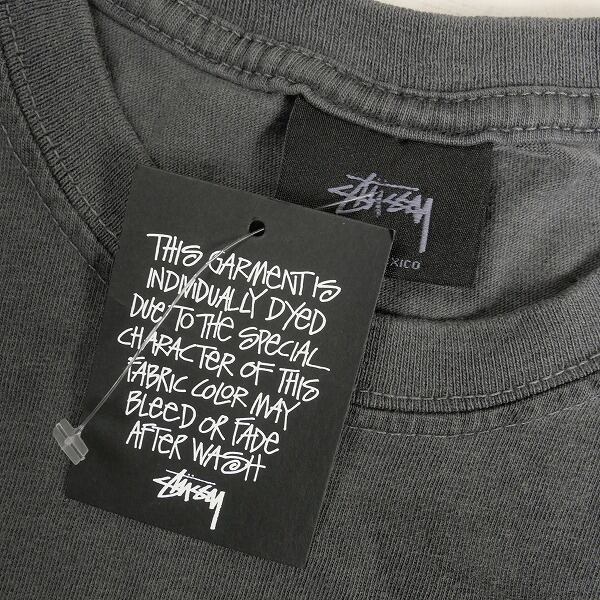 STÜSSY
XICO
THIS GARMENT IS
INDIVIDUALLY DYED
DUE TO THE SPECIAL
CHARACTER OF THIS
FABRIC COLOR MAY
BLEED OR FADE
AFTER WASH
STÜSSY